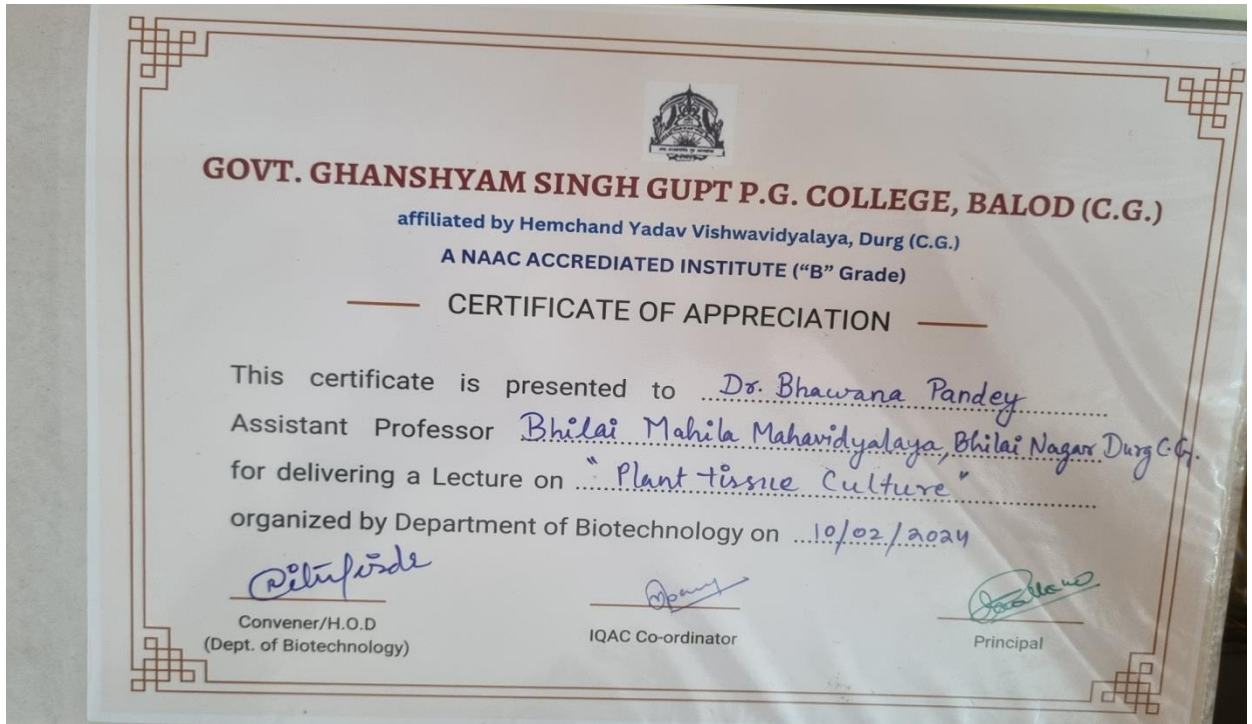 GOVT. GHANSHYAM SINGH GUPT P.G. COLLEGE, BALOD (C.G.)
affiliated by Hemchand Yadav Vishwavidyalaya, Durg (C.G.)
A NAAC ACCREDIATED INSTITUTE (“B” Grade)
CERTIFICATE OF APPRECIATION
This certificate is presented to Dr. Bhawana Pandey
Assistant Professor Bhilai Mahila Mahavidyalaya, Bhilai Nagar Durg C.G.
for delivering a Lecture on "Plant tissue Culture"
organized by Department of Biotechnology on 10/02/2024
Convener/H.O.D
(Dept. of Biotechnology)
IQAC Co-ordinator
Principal